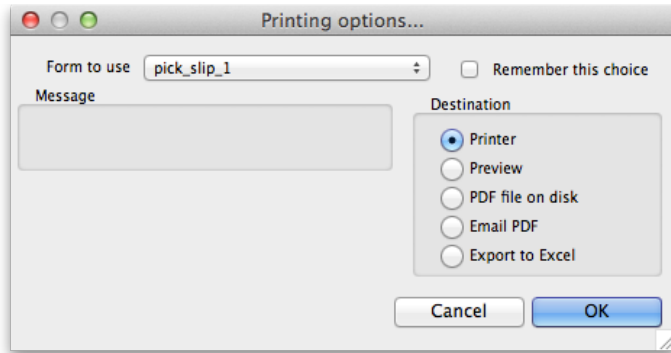 Printing options...
Form to use pick_slip_1 Remember this choice
Message
Destination
Printer
Preview
PDF file on disk
Email PDF
Export to Excel
Cancel OK